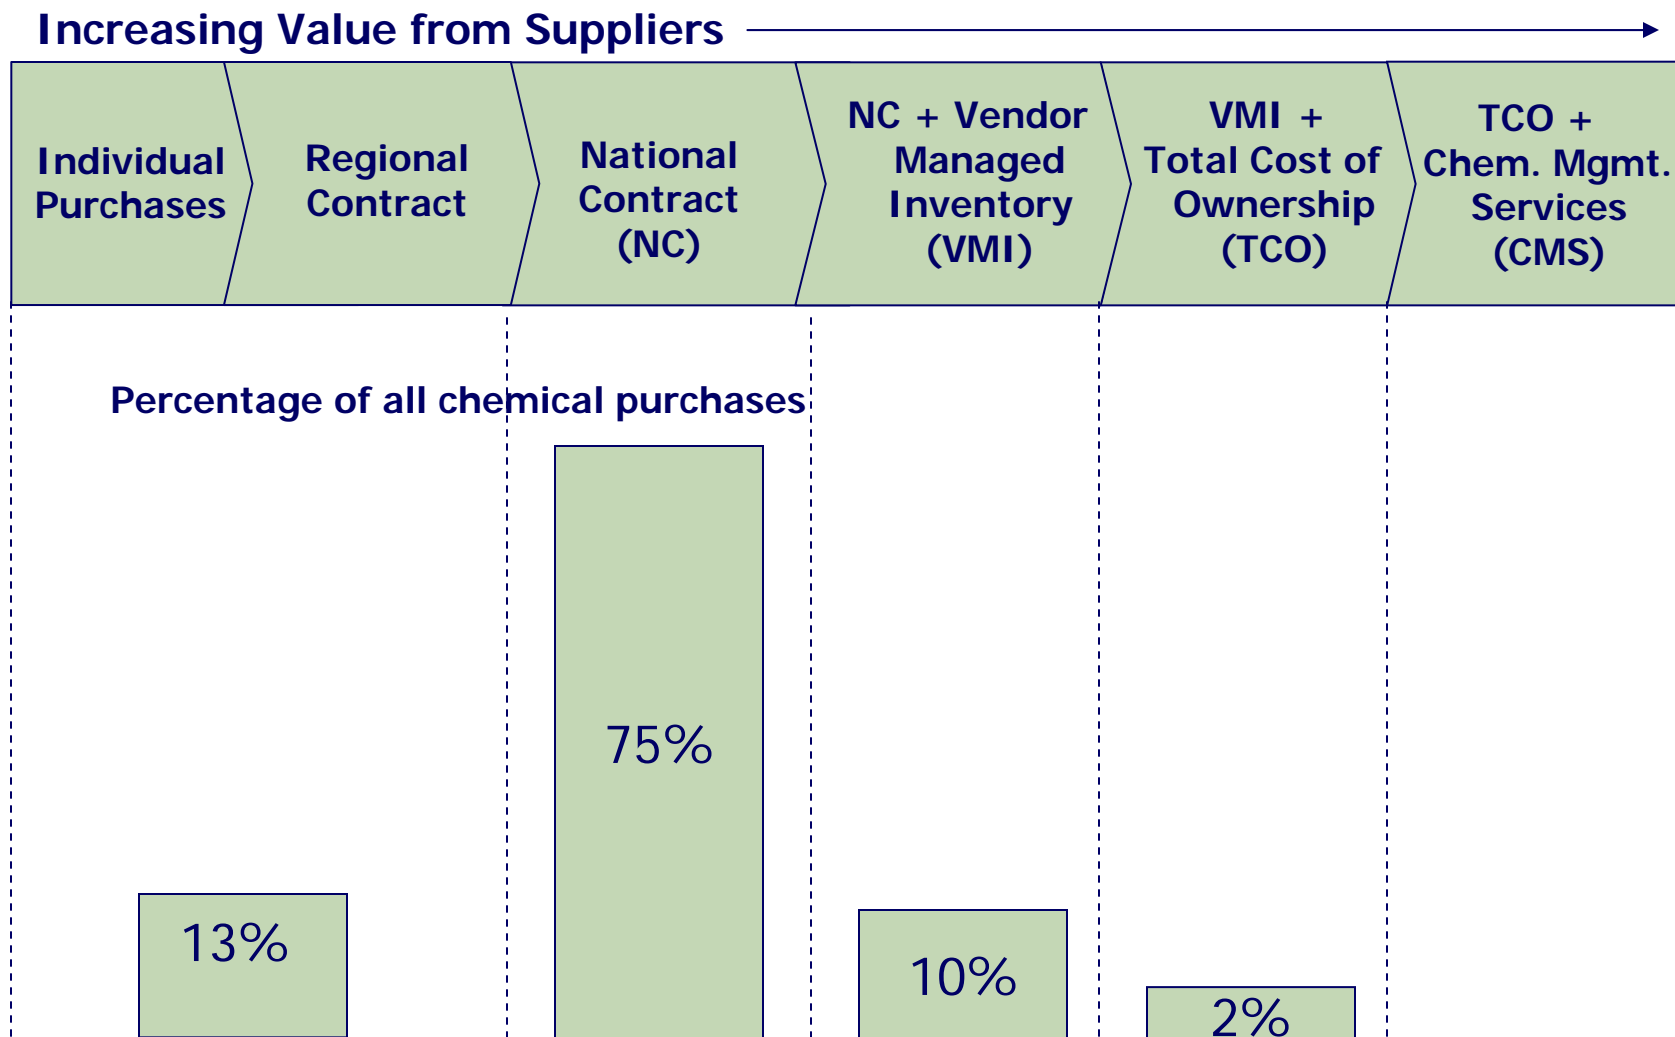 Increasing Value from Suppliers
Individual
Purchases
Regional
Contract
National
Contract
(NC)
NC + Vendor
Managed
Inventory
(VMI)
VMI +
Total Cost of
Ownership
(TCO)
TCO +
Chem. Mgmt.
Services
(CMS)
Percentage of all chemical purchases
13%
75%
10%
2%